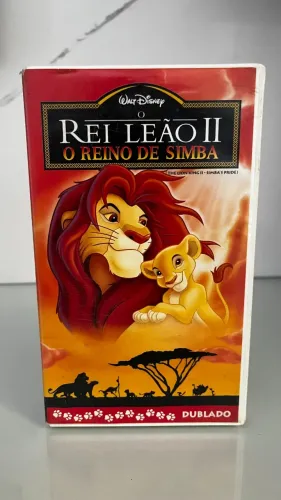 Walt Disney
O
REI LEÃO II
O REINO DE SIMBA
(THE LION KING II - SIMBA'S PRIDE)
DUBLADO